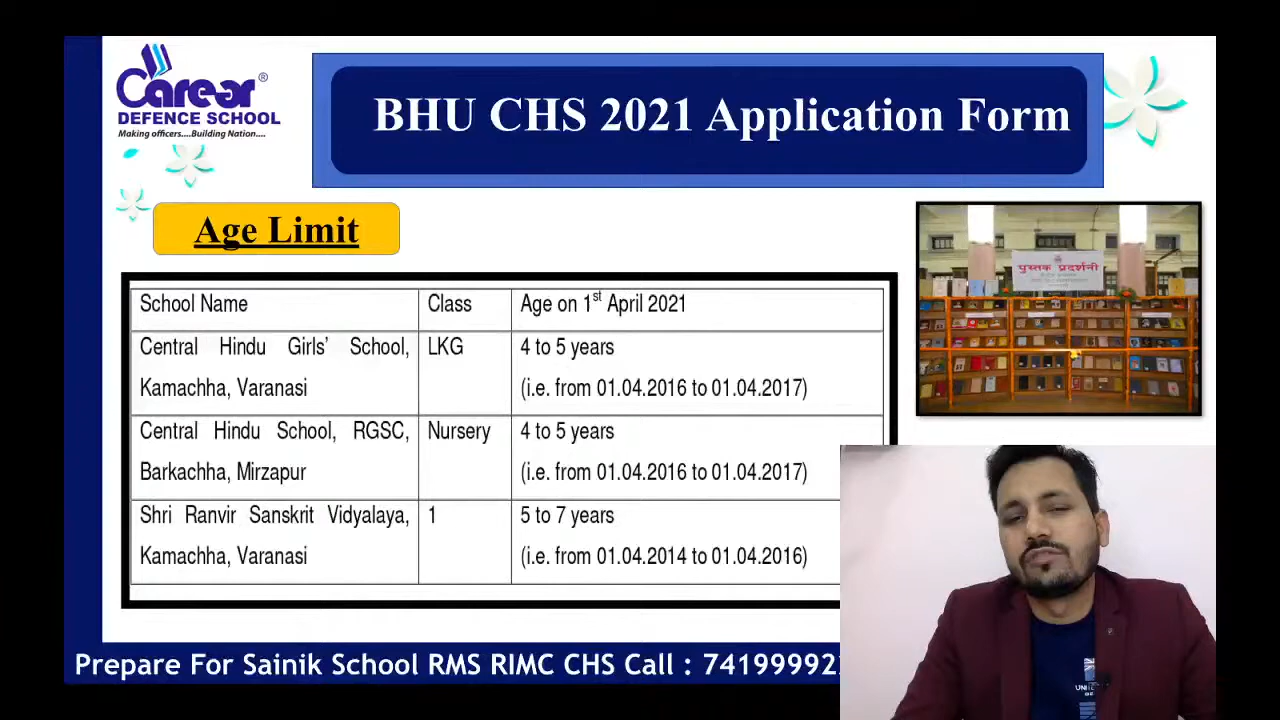 Carear®
DEFENCE SCHOOL
Making officers....Building Nation....
BHU CHS 2021 Application Form
Age Limit
पुस्तक प्रदर्शनी
School Name Class Age on 1st April 2021
Central Hindu Girls' School, LKG 4 to 5 years
Kamachha, Varanasi (i.e. from 01.04.2016 to 01.04.2017)
Central Hindu School, RGSC, Nursery 4 to 5 years
Barkachha, Mirzapur (i.e. from 01.04.2016 to 01.04.2017)
Shri Ranvir Sanskrit Vidyalaya, 1 5 to 7 years
Kamachha, Varanasi (i.e. from 01.04.2014 to 01.04.2016)
Prepare For Sainik School RMS RIMC CHS Call : 74199992